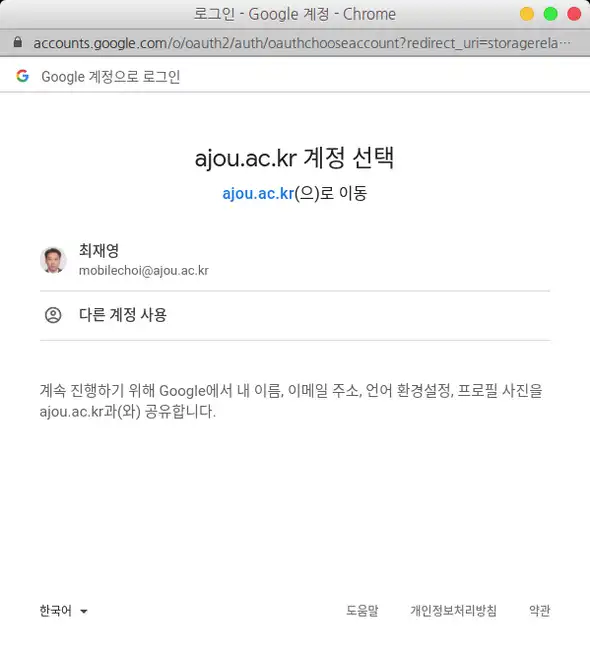 로그인 - Google 계정 - Chrome
accounts.google.com/o/oauth2/auth/oauthchooseaccount?redirect_uri=storagerela…
Google 계정으로 로그인
ajou.ac.kr 계정 선택
ajou.ac.kr(으)로 이동
최재영
mobilechoi@ajou.ac.kr
다른 계정 사용
계속 진행하기 위해 Google에서 내 이름, 이메일 주소, 언어 환경설정, 프로필 사진을
ajou.ac.kr과(와) 공유합니다.
한국어 도움말 개인정보처리방침 약관